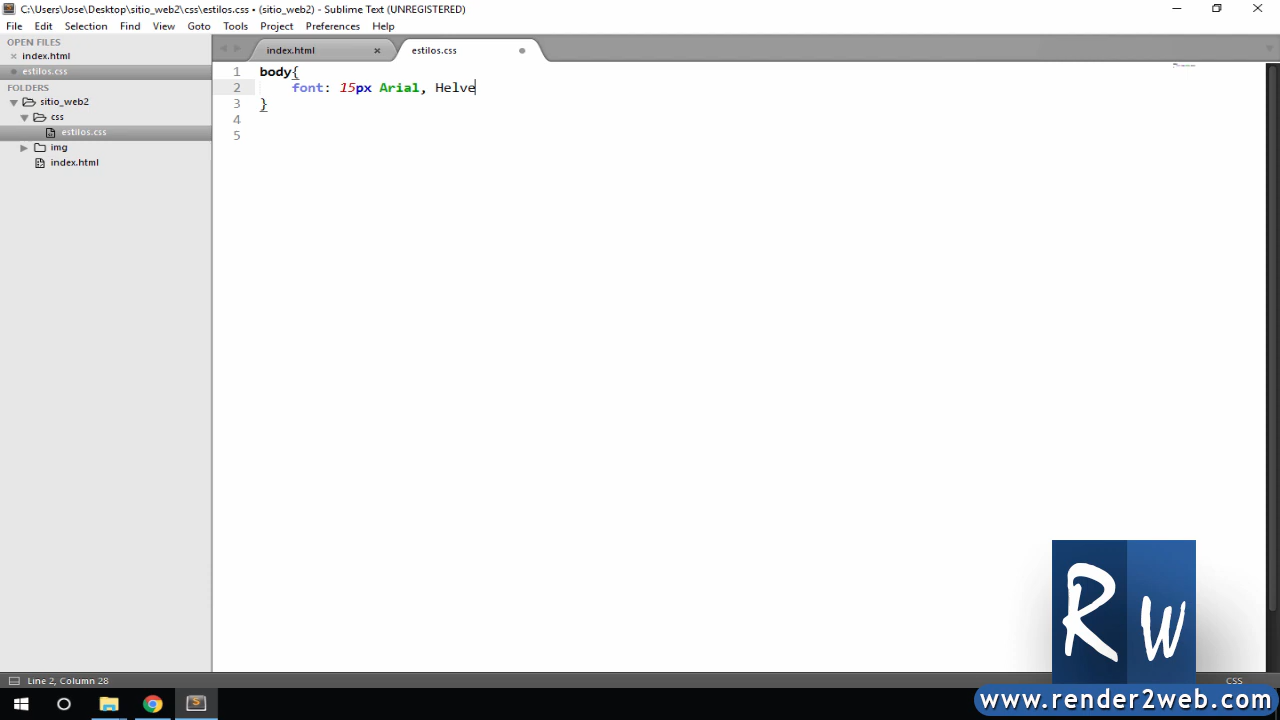 C:\Users\Jose\Desktop\sitio_web2\css\estilos.css • (sitio_web2) - Sublime Text (UNREGISTERED)
File Edit Selection Find View Goto Tools Project Preferences Help
OPEN FILES
index.html
estilos.css
FOLDERS
sitio_web2
css
estilos.css
img
index.html
index.html
estilos.css
1 body{
2 font: 15px Arial, Helve
3 }
4
5
Line 2, Column 28
CSS
RW
www.render2web.com